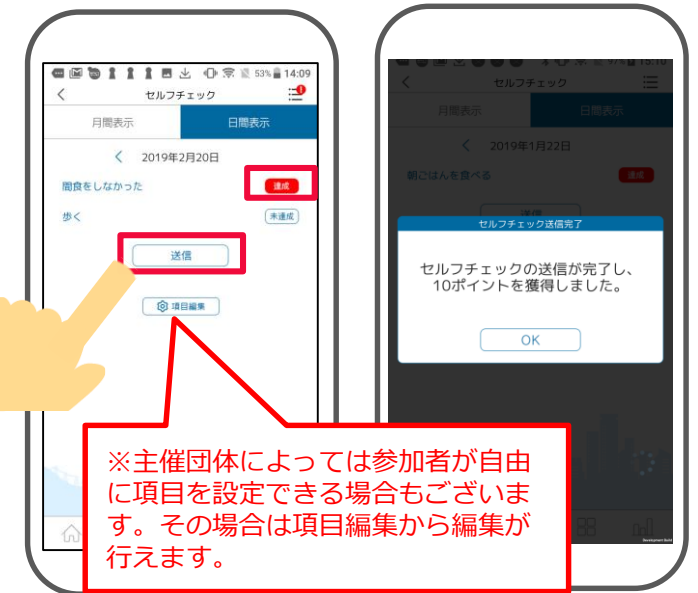 53% 14:09
セルフチェック
月間表示 日間表示
2019年2月20日
間食をしなかった 達成
歩く 未達成
送信
項目編集
※主催団体によっては参加者が自由
に項目を設定できる場合もございま
す。その場合は項目編集から編集が
行えます。
97% 15:10
セルフチェック
月間表示 日間表示
2019年1月22日
朝ごはんを食べる 達成
送信
セルフチェック送信完了
セルフチェックの送信が完了し、
10ポイントを獲得しました。
OK
Development Build